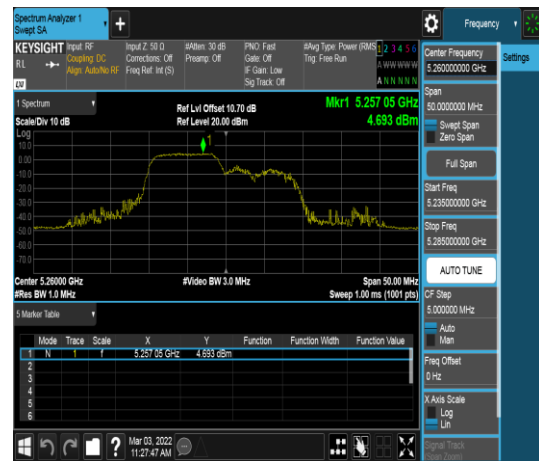 Spectrum Analyzer 1
Swept SA
+
Frequency
KEYSIGHT
RL
Input: RF
Coupling: DC
Align: Auto/No RF
Input Z: 50 Ω
Corrections: Off
Freq Ref: Int (S)
#Atten: 30 dB
Preamp: Off
PNO: Fast
Gate: Off
IF Gain: Low
Sig Track: Off
#Avg Type: Power (RMS
Trig: Free Run
1 2 3 4 5 6
A WW WW W
A N N N N N
LXI
1 Spectrum
Scale/Div 10 dB
Ref Lvl Offset 10.70 dB
Ref Level 20.00 dBm
Mkr1 5.257 05 GHz
4.693 dBm
Log
10.0
0.00
-10.0
-20.0
-30.0
-40.0
-50.0
-60.0
-70.0
1
Center 5.26000 GHz
#Res BW 1.0 MHz
#Video BW 3.0 MHz
Span 50.00 MHz
Sweep 1.00 ms (1001 pts)
5 Marker Table
Mode Trace Scale X Y Function Function Width Function Value
1 N 1 f 5.257 05 GHz 4.693 dBm
2
3
4
5
6
Mar 03, 2022
11:27:47 AM
?
Center Frequency
5.260000000 GHz
Settings
Span
50.0000000 MHz
Swept Span
Zero Span
Full Span
Start Freq
5.235000000 GHz
Stop Freq
5.285000000 GHz
AUTO TUNE
CF Step
5.000000 MHz
Auto
Man
Freq Offset
0 Hz
X Axis Scale
Log
Lin
Signal Track
(Span Zoom)